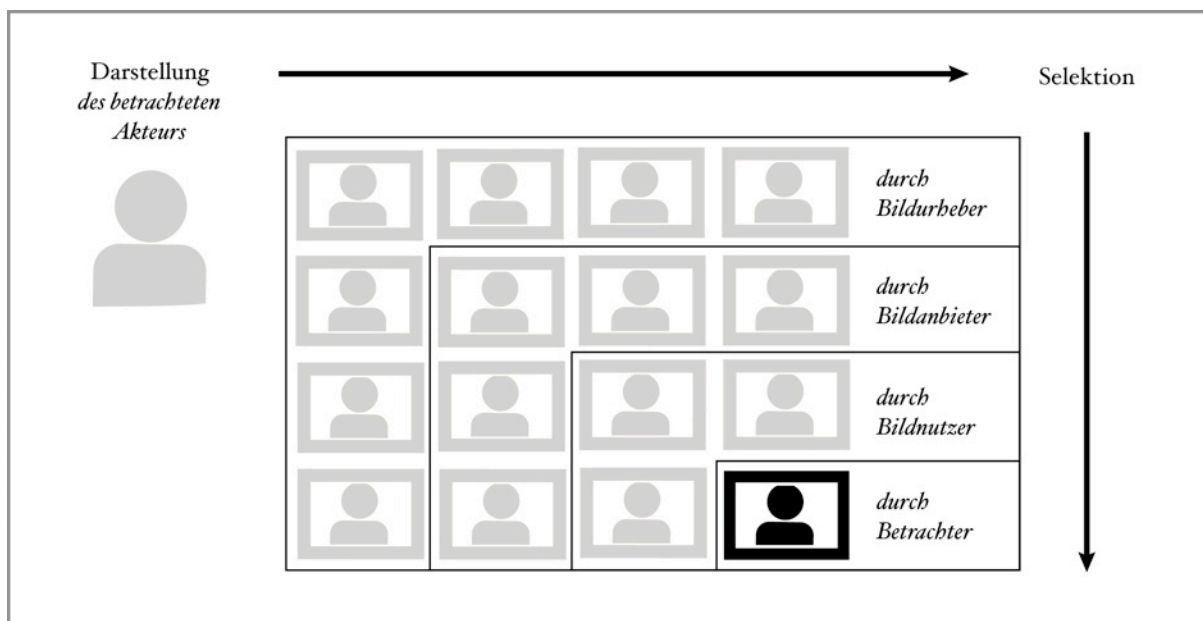 Darstellung
des betrachteten
Akteurs
Selektion
durch
Bildurheber
durch
Bildanbieter
durch
Bildnutzer
durch
Betrachter